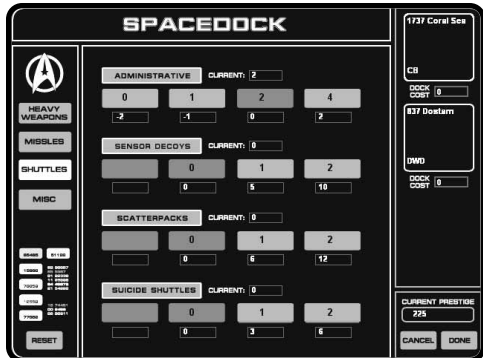 SPACEDOCK
1737 Coral Sea
CB
DOCK COST 0
837 Dostarn
DWD
DOCK COST 0
HEAVY WEAPONS
MISSLES
SHUTTLES
MISC
ADMINISTRATIVE CURRENT: 2
0 1 2 4
-2 -1 0 2
SENSOR DECOYS CURRENT: 0
0 1 2
0 5 10
SCATTERPACKS CURRENT: 0
0 1 2
0 6 12
SUICIDE SHUTTLES CURRENT: 0
0 1 2
0 3 6
RESET
CURRENT PRESTIGE
225
CANCEL DONE